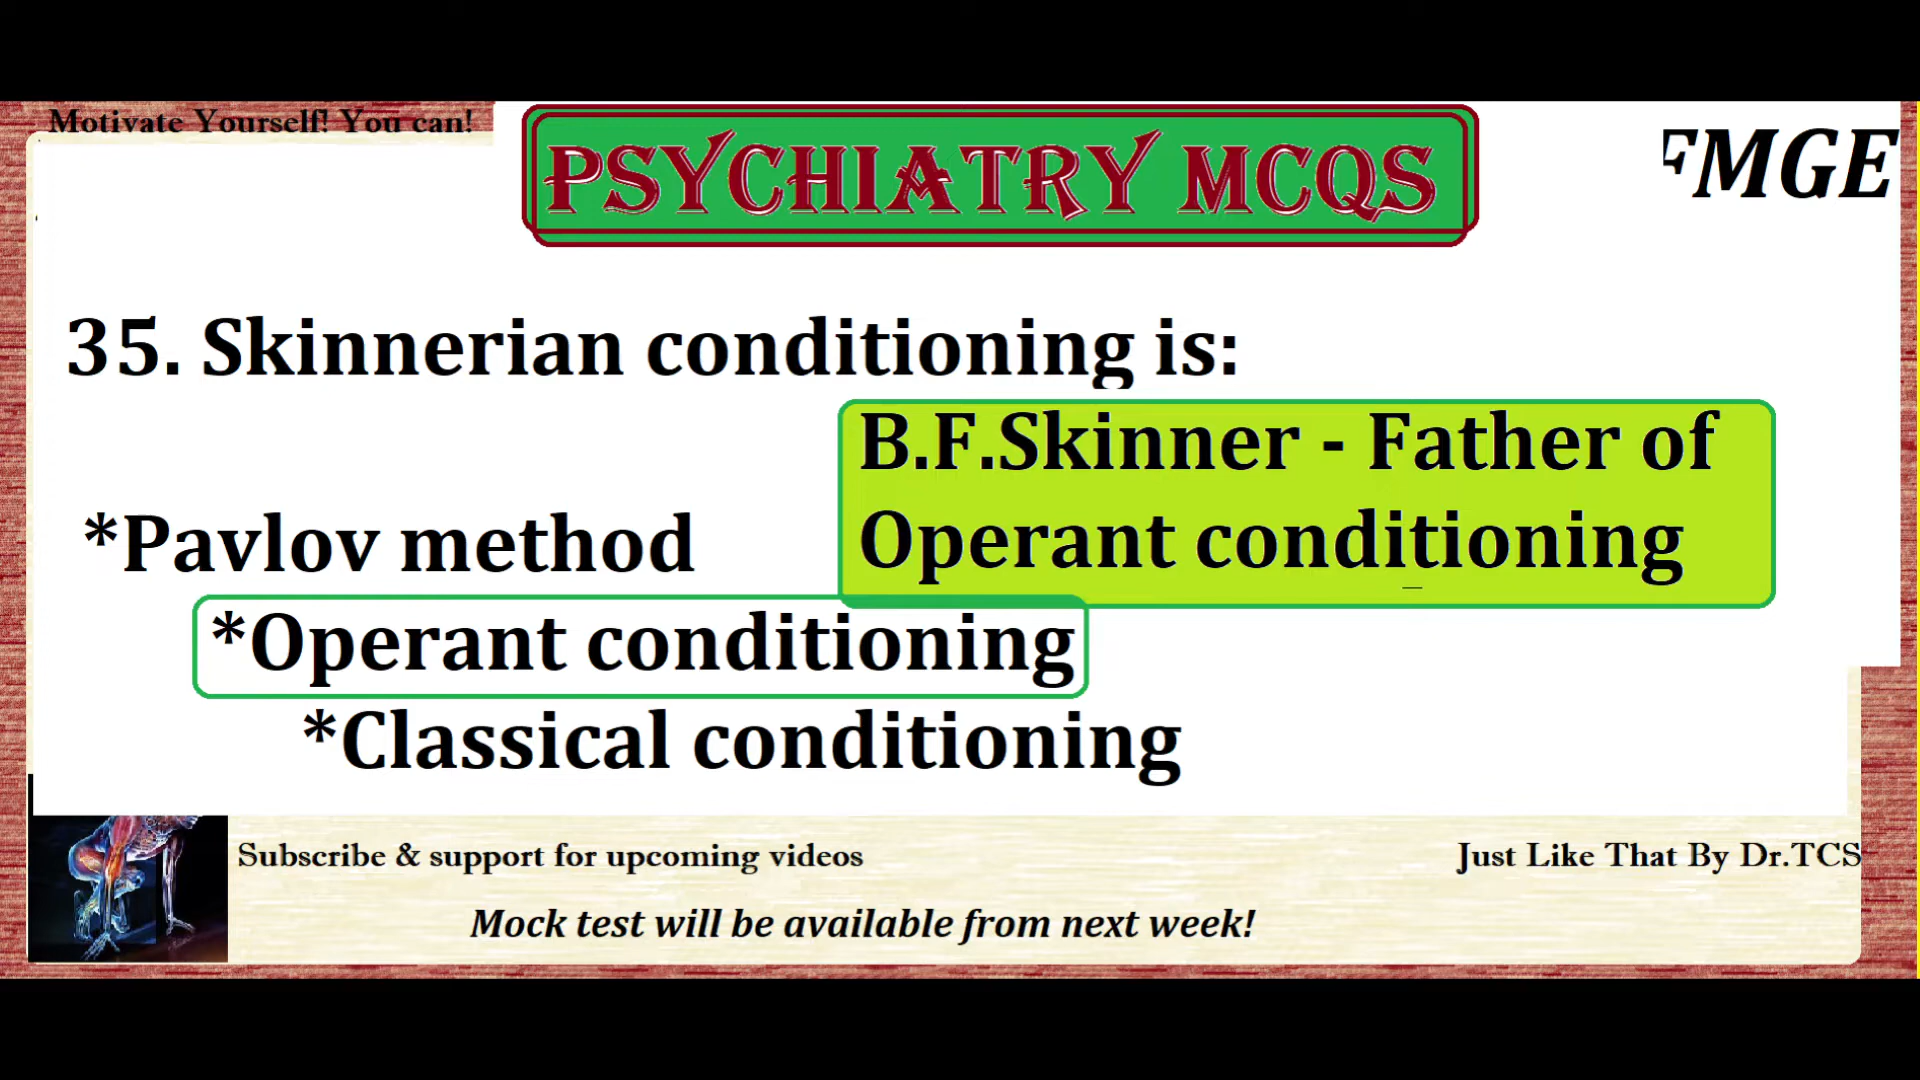 Motivate Yourself! You can!
PSYCHIATRY MCQS
FMGE
35. Skinnerian conditioning is:
B.F.Skinner - Father of
Operant conditioning
*Pavlov method
*Operant conditioning
*Classical conditioning
Subscribe & support for upcoming videos
Just Like That By Dr.TCS
Mock test will be available from next week!